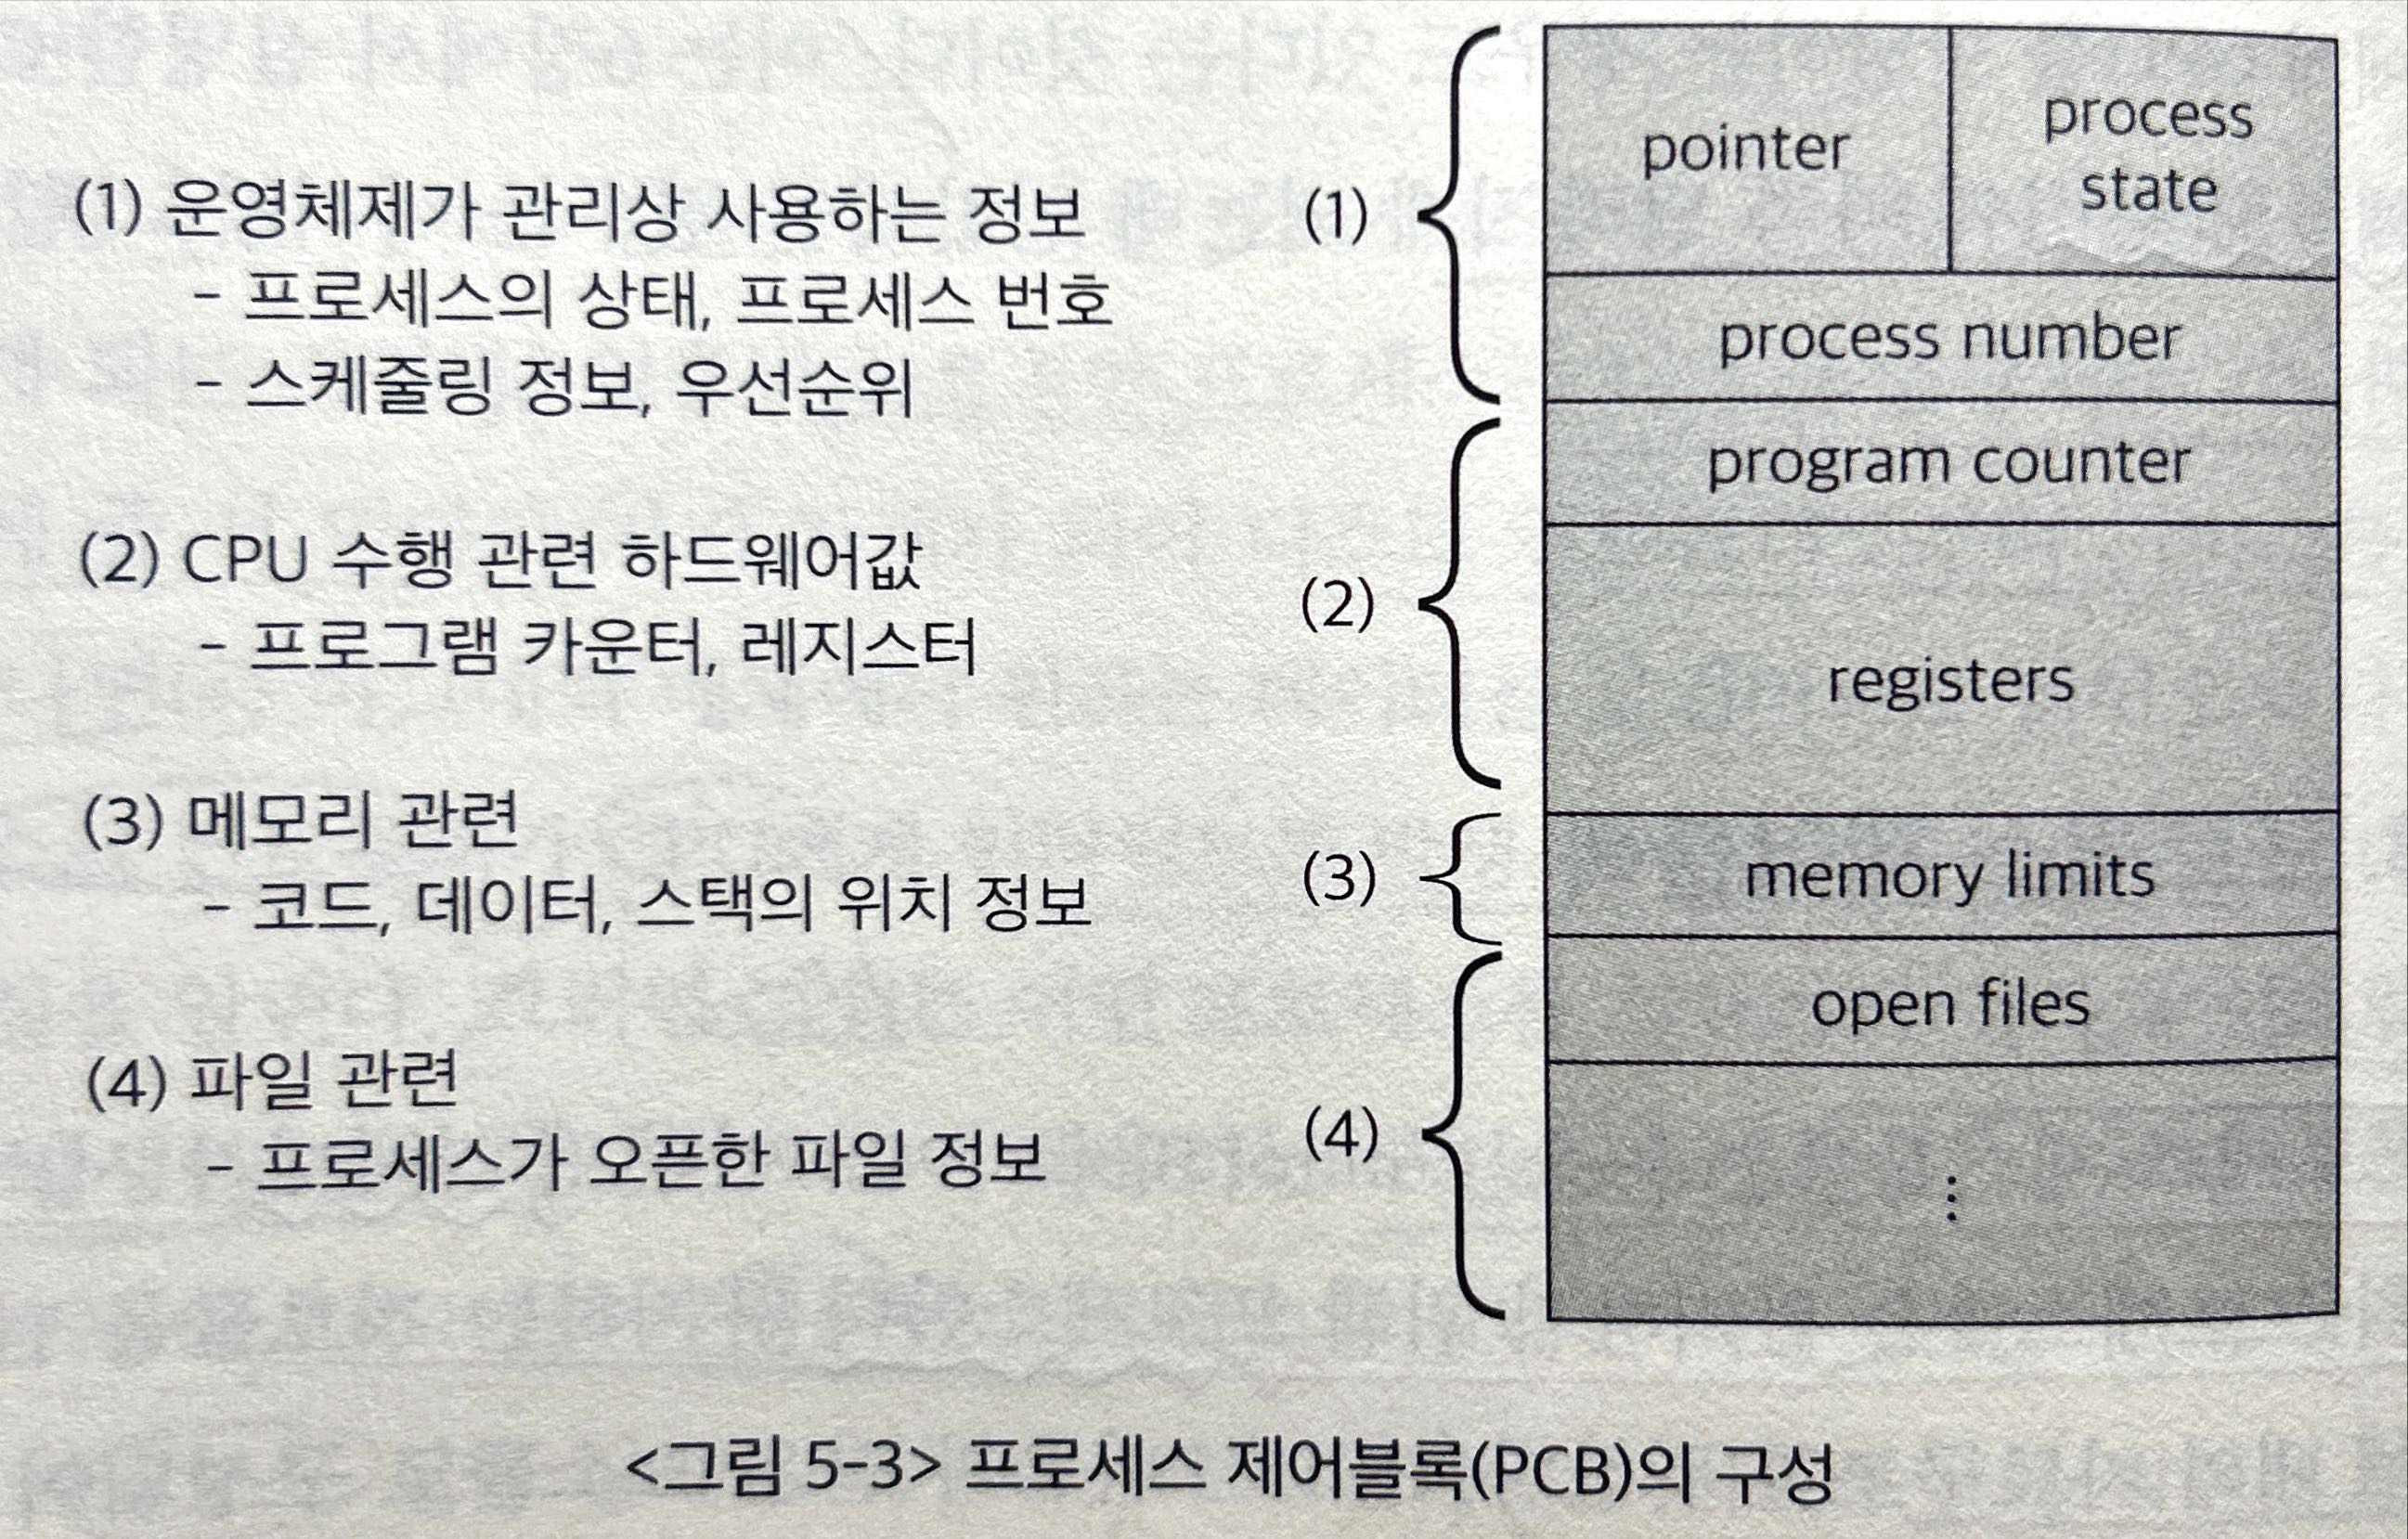 (1) 운영체제가 관리상 사용하는 정보
- 프로세스의 상태, 프로세스 번호
- 스케줄링 정보, 우선순위
(2) CPU 수행 관련 하드웨어값
- 프로그램 카운터, 레지스터
(3) 메모리 관련
- 코드, 데이터, 스택의 위치 정보
(4) 파일 관련
- 프로세스가 오픈한 파일 정보
(1)
pointer
process
state
process number
(2)
program counter
registers
(3)
memory limits
(4)
open files
⋮
<그림 5-3> 프로세스 제어블록(PCB)의 구성